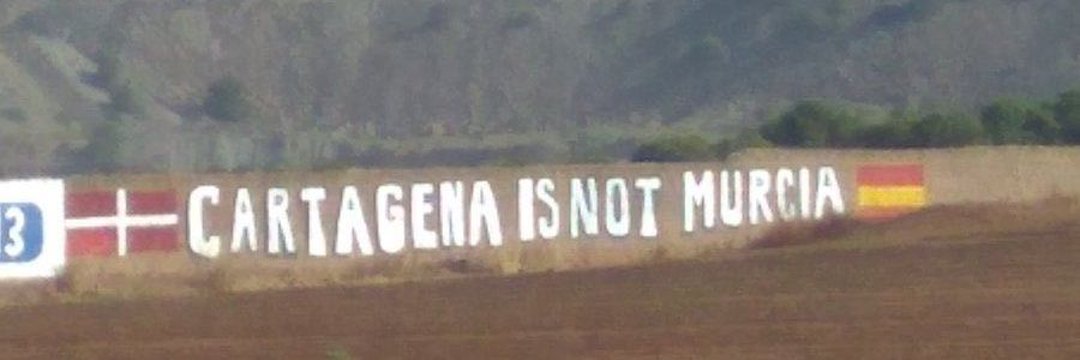 3 CARTAGENA IS NOT MURCIA